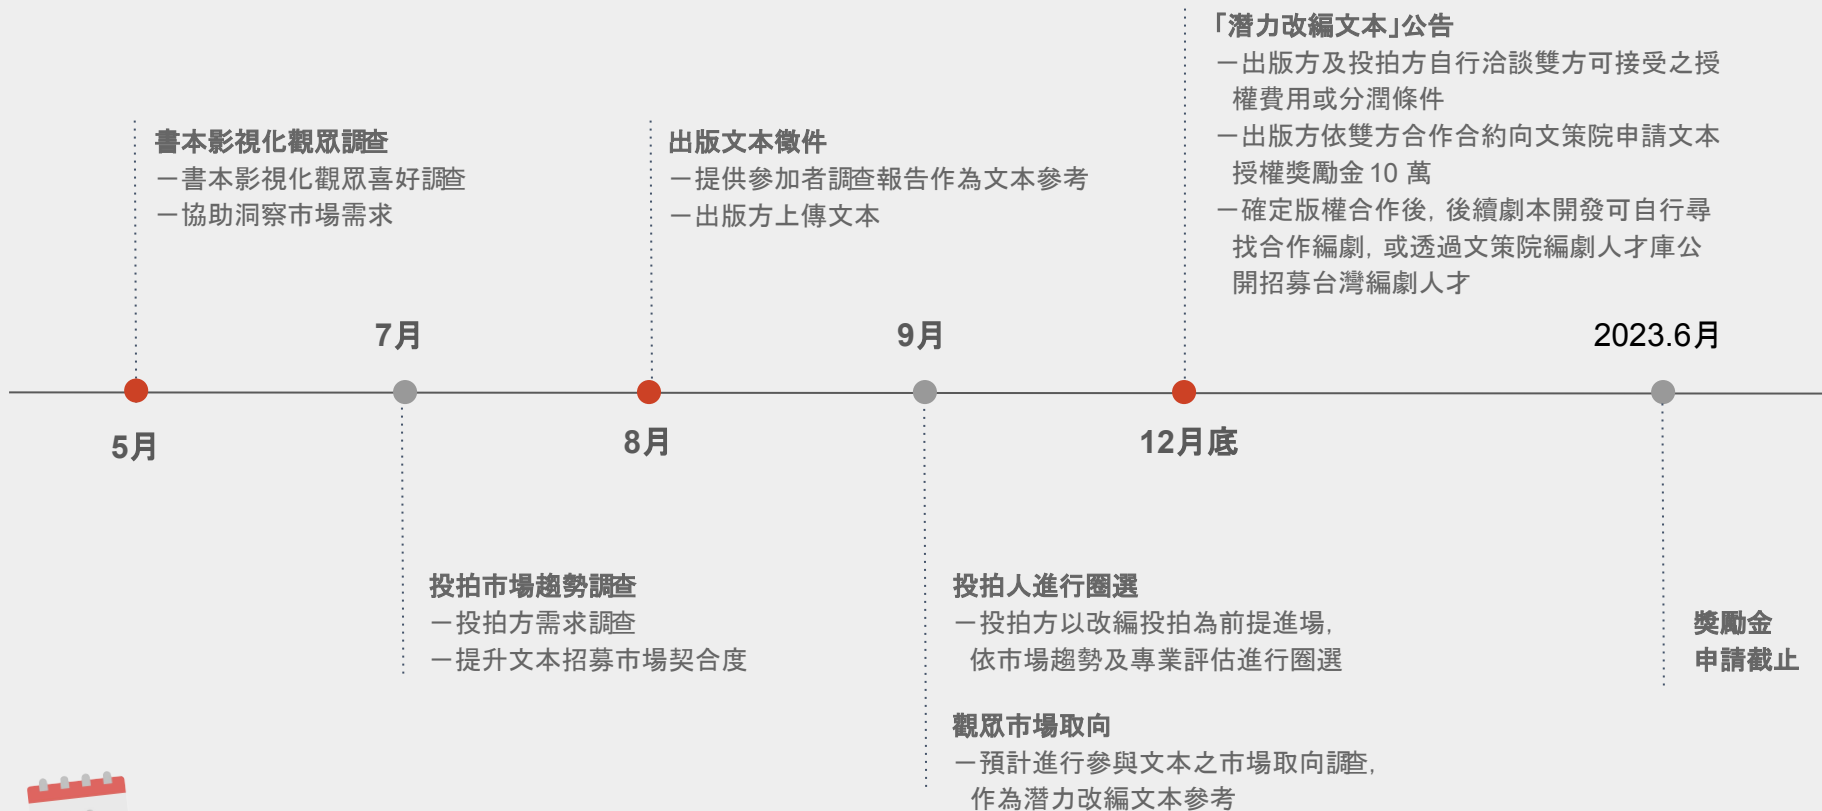 「潛力改編文本」公告
－出版方及投拍方自行洽談雙方可接受之授
權費用或分潤條件
－出版方依雙方合作合約向文策院申請文本
授權獎勵金 10 萬
－確定版權合作後, 後續劇本開發可自行尋
找合作編劇, 或透過文策院編劇人才庫公
開招募台灣編劇人才
書本影視化觀眾調查
－書本影視化觀眾喜好調查
－協助洞察市場需求
出版文本徵件
－提供參加者調查報告作為文本參考
－出版方上傳文本
7月
9月
2023.6月
5月
8月
12月底
投拍市場趨勢調查
－投拍方需求調查
－提升文本招募市場契合度
投拍人進行圈選
－投拍方以改編投拍為前提進場,
依市場趨勢及專業評估進行圈選
獎勵金
申請截止
觀眾市場取向
－預計進行參與文本之市場取向調查,
作為潛力改編文本參考